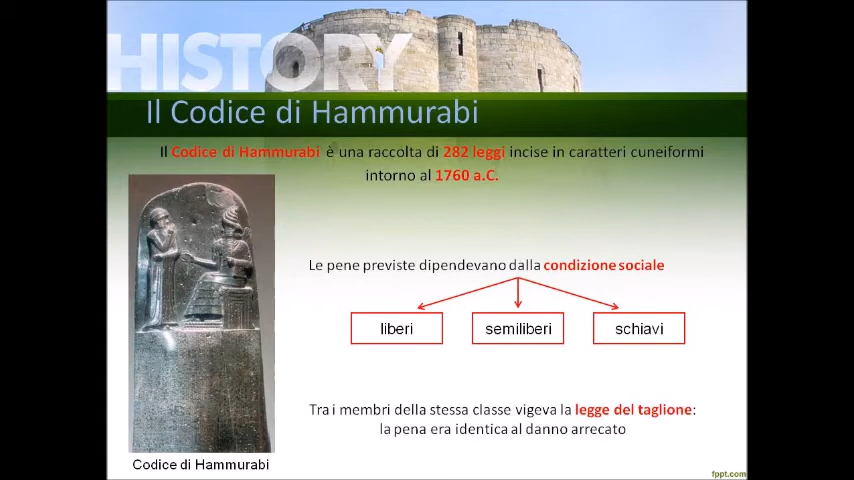 HISTORY
Il Codice di Hammurabi
Il Codice di Hammurabi è una raccolta di 282 leggi incise in caratteri cuneiformi
intorno al 1760 a.C.
Le pene previste dipendevano dalla condizione sociale
liberi semiliberi schiavi
Tra i membri della stessa classe vigeva la legge del taglione:
la pena era identica al danno arrecato
Codice di Hammurabi
fppt.com